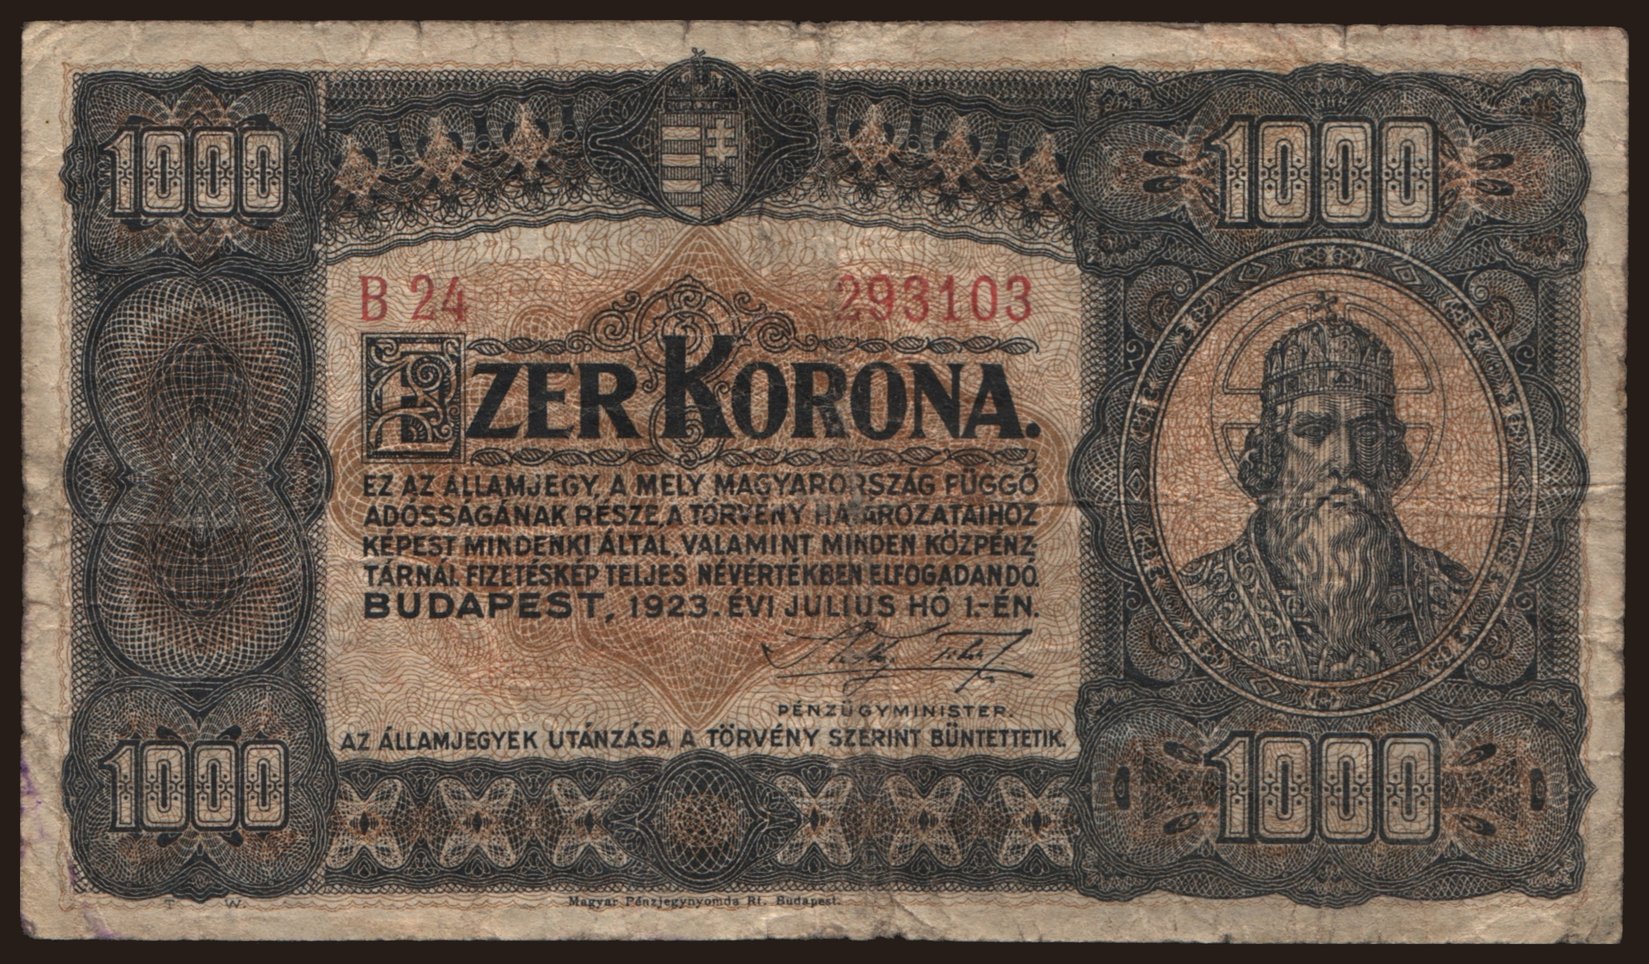 1000 1000
B 24 293103
EZER KORONA.
EZ AZ ÁLLAMJEGY, A MELY MAGYARORSZÁG FÜGGŐ
ADÓSSÁGÁNAK RÉSZE, A TÖRVÉNY HATÁROZATAIHOZ
KÉPEST MINDENKI ÁLTAL, VALAMINT MINDEN KÖZPÉNZ-
TÁRNÁL FIZETÉSKÉP TELJES NÉVÉRTÉKBEN ELFOGADANDÓ.
BUDAPEST, 1923. ÉVI JULIUS HÓ 1.-ÉN.
PÉNZÜGYMINISTER.
AZ ÁLLAMJEGYEK UTÁNZÁSA A TÖRVÉNY SZERINT BÜNTETTETIK.
1000 1000
T W.
Magyar Pénzjegynyomda Rt. Budapest.